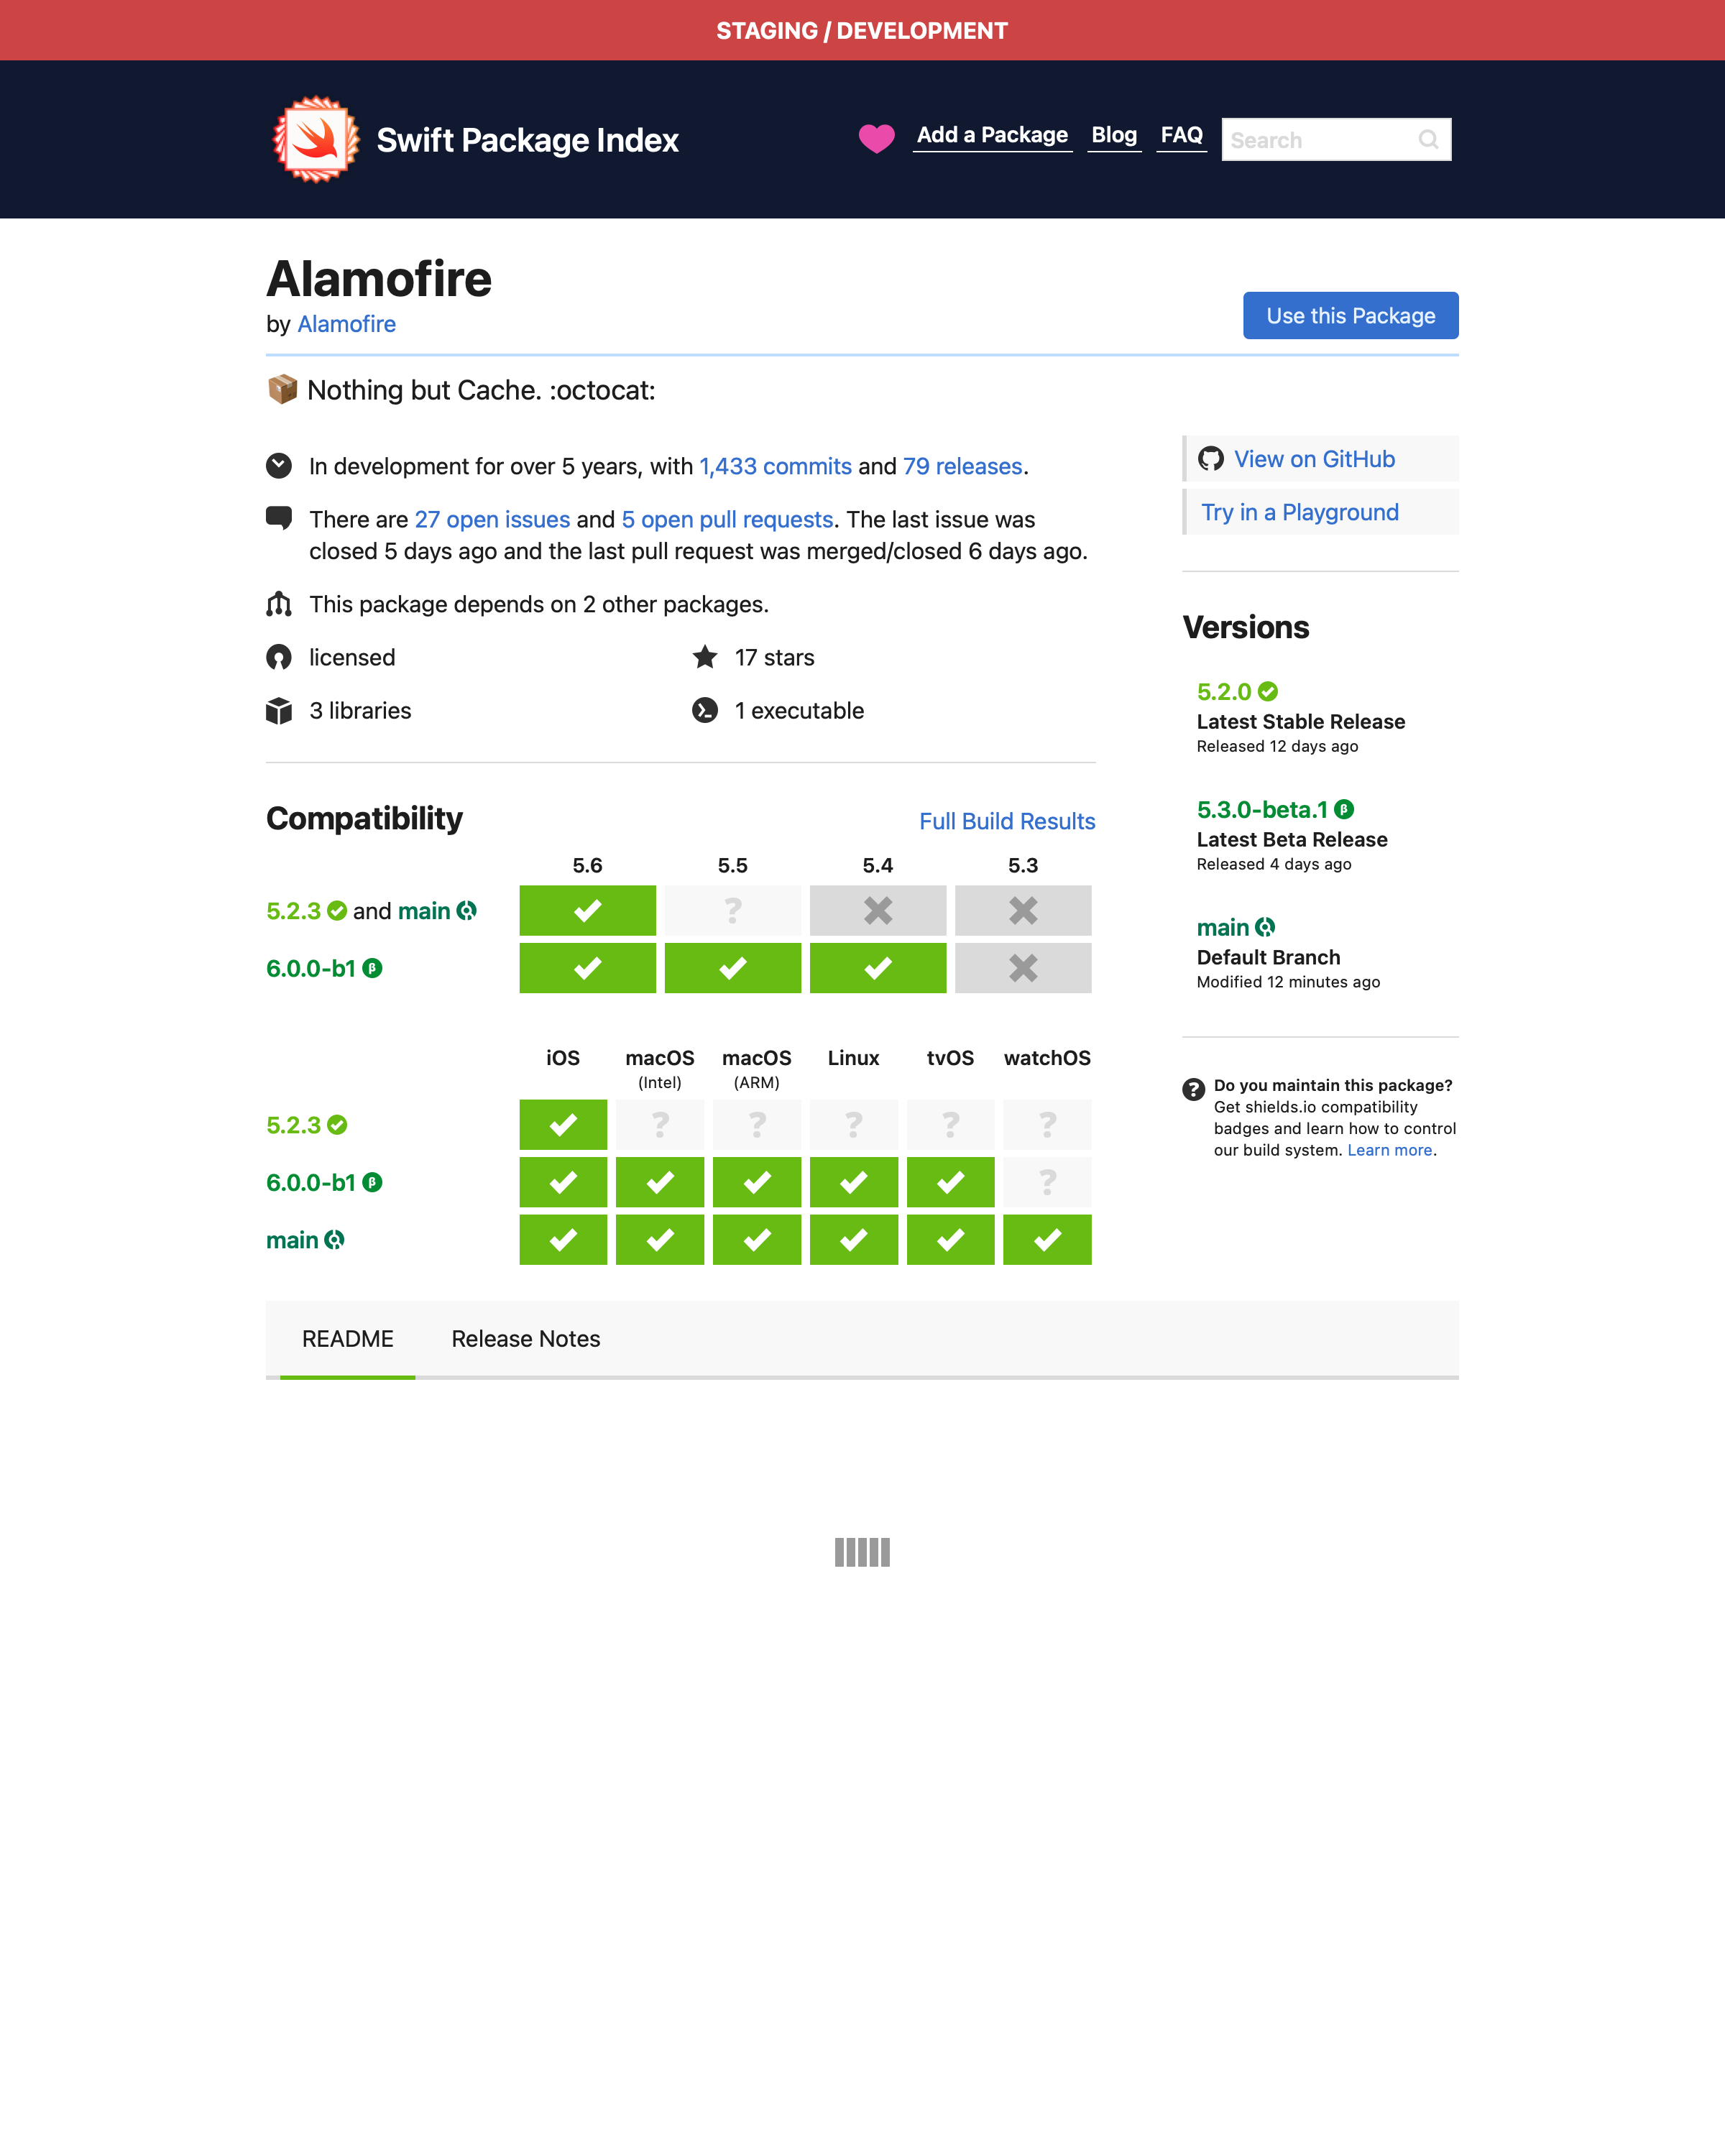 STAGING / DEVELOPMENT
Swift Package Index
Add a Package Blog FAQ Search
Alamofire
by Alamofire
Use this Package
📦 Nothing but Cache. :octocat:
In development for over 5 years, with 1,433 commits and 79 releases.
There are 27 open issues and 5 open pull requests. The last issue was
closed 5 days ago and the last pull request was merged/closed 6 days ago.
This package depends on 2 other packages.
licensed
17 stars
3 libraries
1 executable
View on GitHub
Try in a Playground
Versions
5.2.0
Latest Stable Release
Released 12 days ago
5.3.0-beta.1 β
Latest Beta Release
Released 4 days ago
main
Default Branch
Modified 12 minutes ago
Do you maintain this package?
Get shields.io compatibility
badges and learn how to control
our build system. Learn more.
Compatibility
Full Build Results
5.6 5.5 5.4 5.3
5.2.3 and main ?
6.0.0-b1 β
iOS macOS macOS Linux tvOS watchOS
(Intel) (ARM)
5.2.3 ? ? ? ? ?
6.0.0-b1 β ?
main
README Release Notes